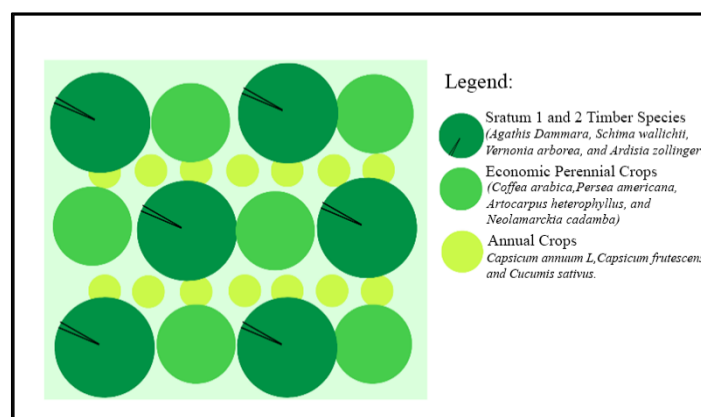 Legend:
Sratum 1 and 2 Timber Species
(Agathis Dammara, Schima wallichii,
Vernonia arborea, and Ardisia zollinger
Economic Perennial Crops
(Coffea arabica,Persea americana,
Artocarpus heterophyllus, and
Neolamarckia cadamba)
Annual Crops
Capsicum annuum L,Capsicum frutescens
and Cucumis sativus.